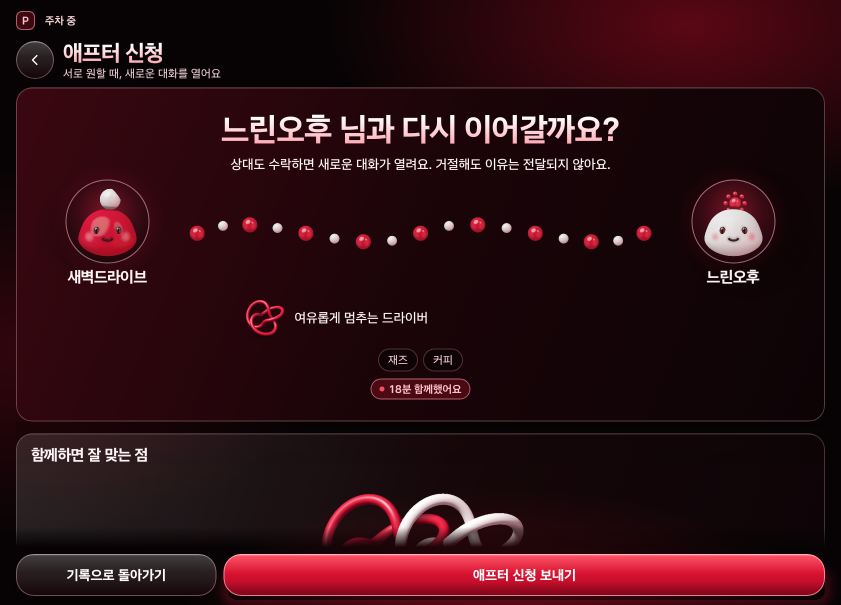 P 주차 중
애프터 신청
서로 원할 때, 새로운 대화를 열어요
느린오후 님과 다시 이어갈까요?
상대도 수락하면 새로운 대화가 열려요. 거절해도 이유는 전달되지 않아요.
새벽드라이브
느린오후
여유롭게 멈추는 드라이버
재즈 커피
18분 함께했어요
함께하면 잘 맞는 점
기록으로 돌아가기
애프터 신청 보내기